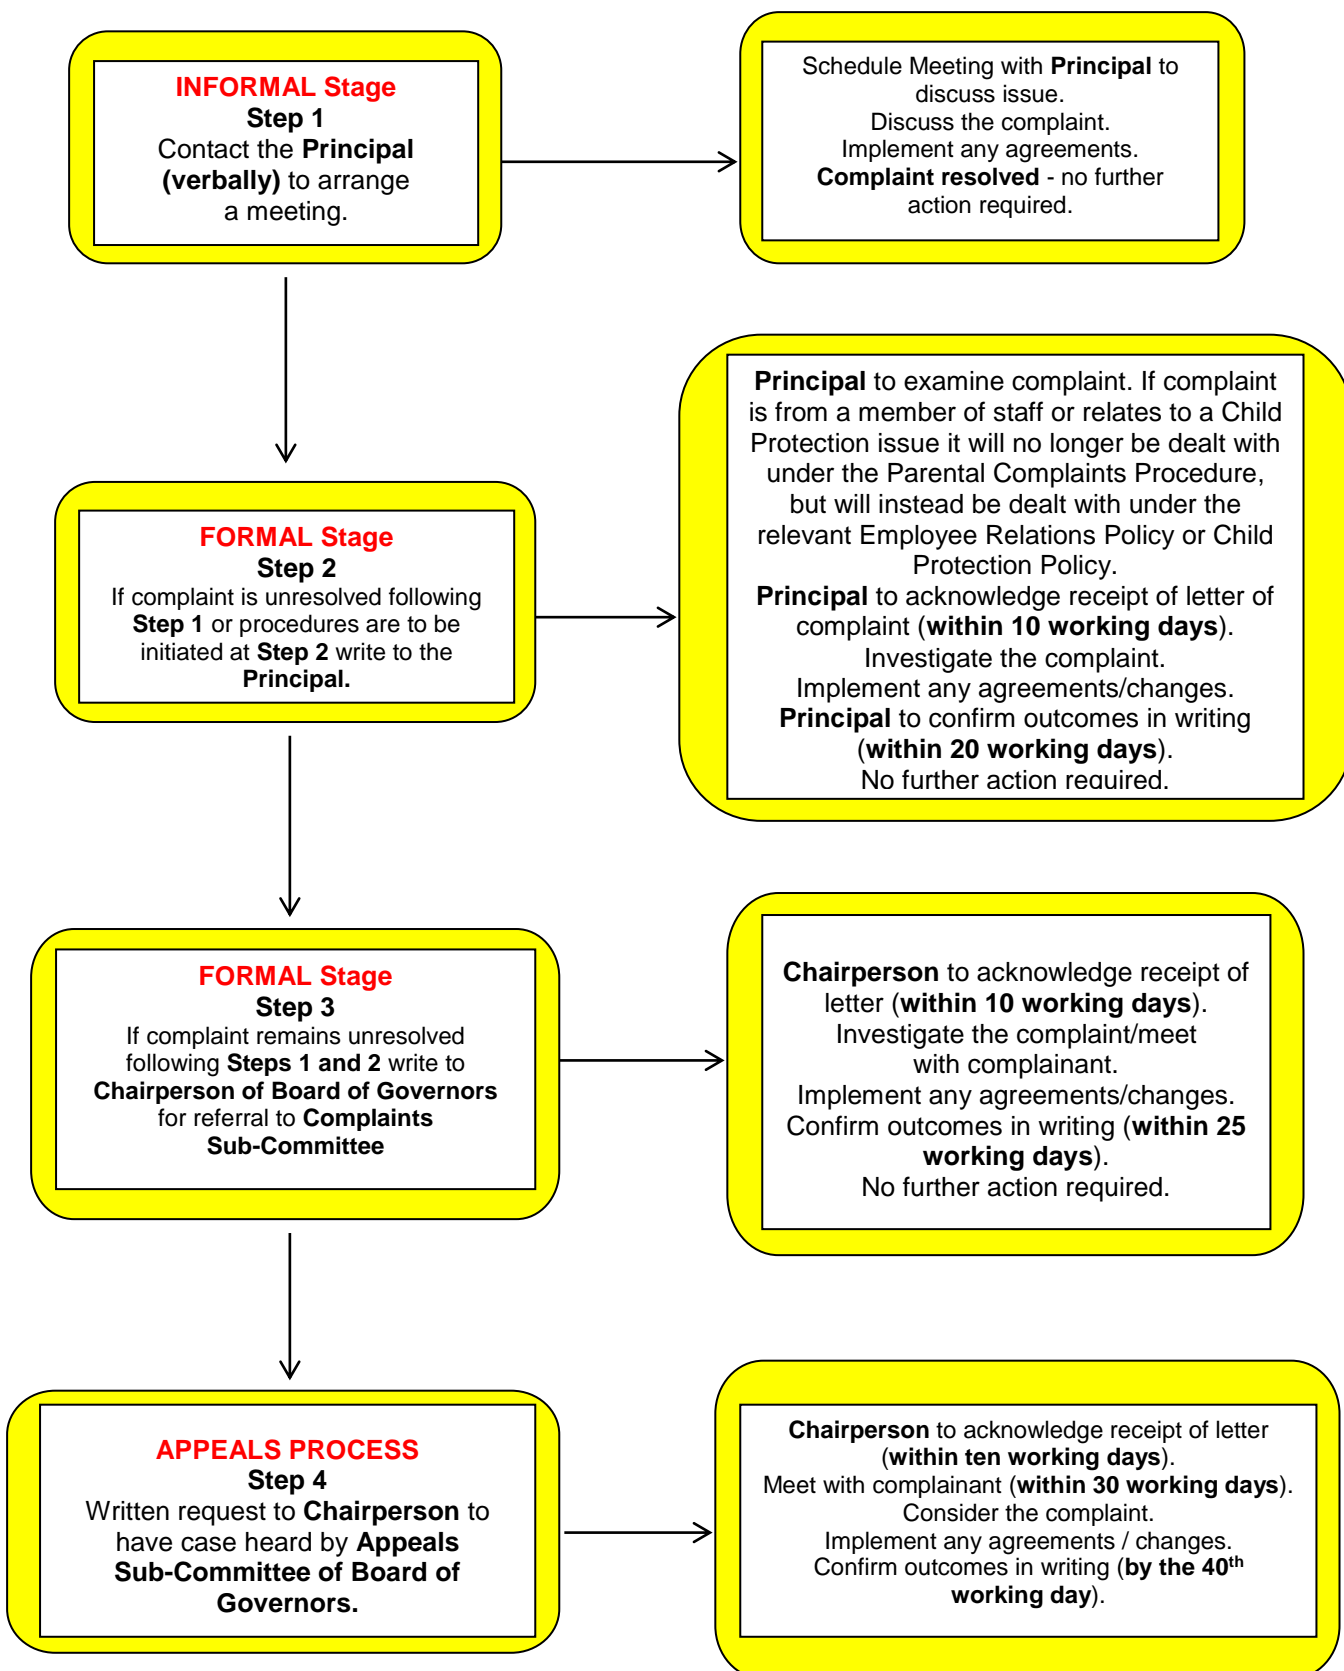 INFORMAL Stage
Step 1
Contact the Principal
(verbally) to arrange
a meeting.
Schedule Meeting with Principal to
discuss issue.
Discuss the complaint.
Implement any agreements.
Complaint resolved - no further
action required.
FORMAL Stage
Step 2
If complaint is unresolved following
Step 1 or procedures are to be
initiated at Step 2 write to the
Principal.
Principal to examine complaint. If complaint
is from a member of staff or relates to a Child
Protection issue it will no longer be dealt with
under the Parental Complaints Procedure,
but will instead be dealt with under the
relevant Employee Relations Policy or Child
Protection Policy.
Principal to acknowledge receipt of letter of
complaint (within 10 working days).
Investigate the complaint.
Implement any agreements/changes.
Principal to confirm outcomes in writing
(within 20 working days).
No further action required.
FORMAL Stage
Step 3
If complaint remains unresolved
following Steps 1 and 2 write to
Chairperson of Board of Governors
for referral to Complaints
Sub-Committee
Chairperson to acknowledge receipt of
letter (within 10 working days).
Investigate the complaint/meet
with complainant.
Implement any agreements/changes.
Confirm outcomes in writing (within 25
working days).
No further action required.
APPEALS PROCESS
Step 4
Written request to Chairperson to
have case heard by Appeals
Sub-Committee of Board of
Governors.
Chairperson to acknowledge receipt of letter
(within ten working days).
Meet with complainant (within 30 working days).
Consider the complaint.
Implement any agreements / changes.
Confirm outcomes in writing (by the 40th
working day).